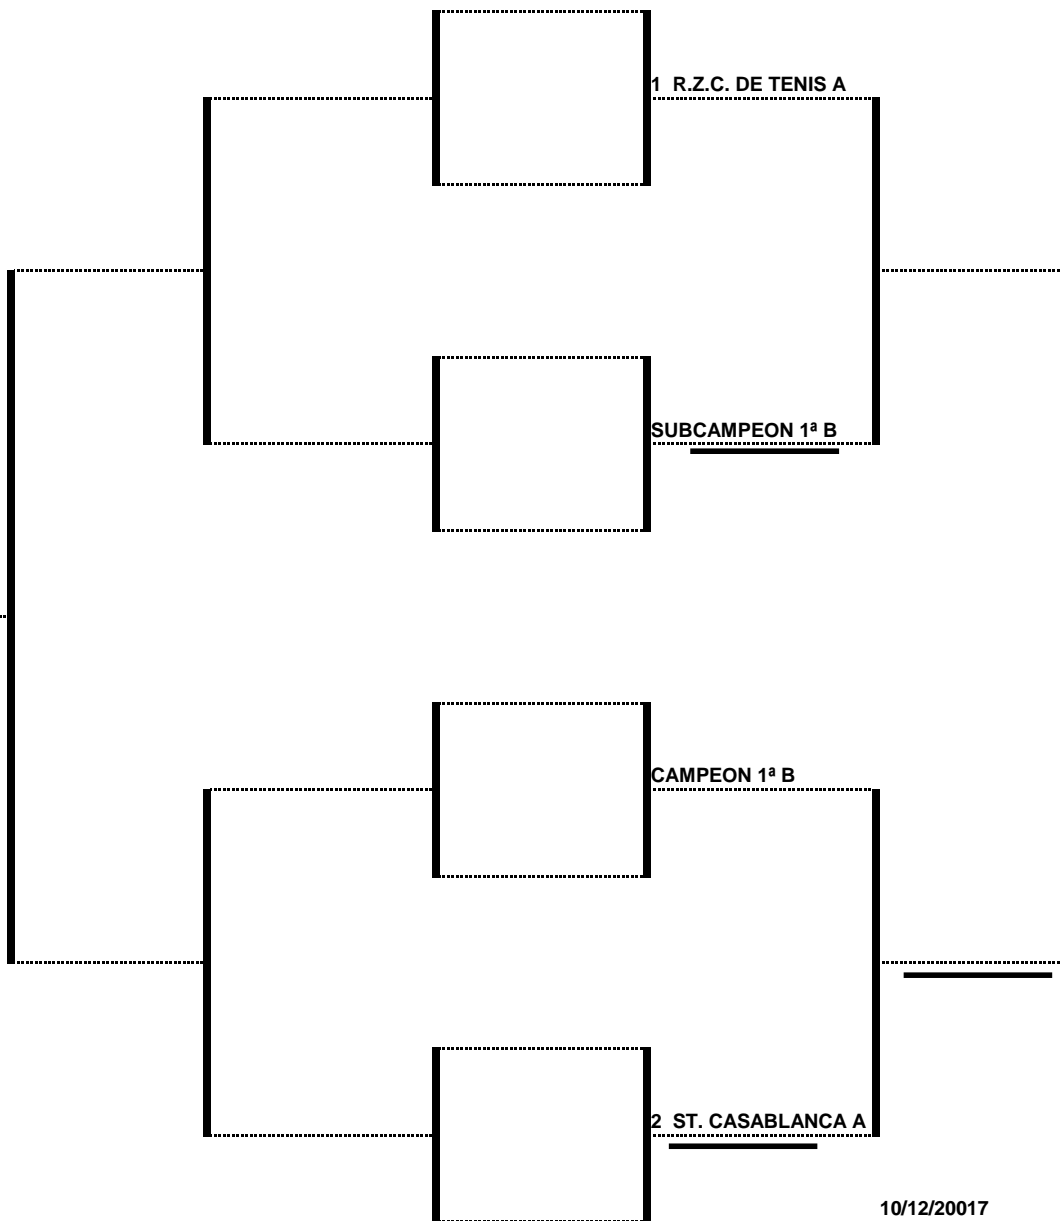 1 R.Z.C. DE TENIS A
SUBCAMPEON 1ª B
CAMPEON 1ª B
2 ST. CASABLANCA A
10/12/20017